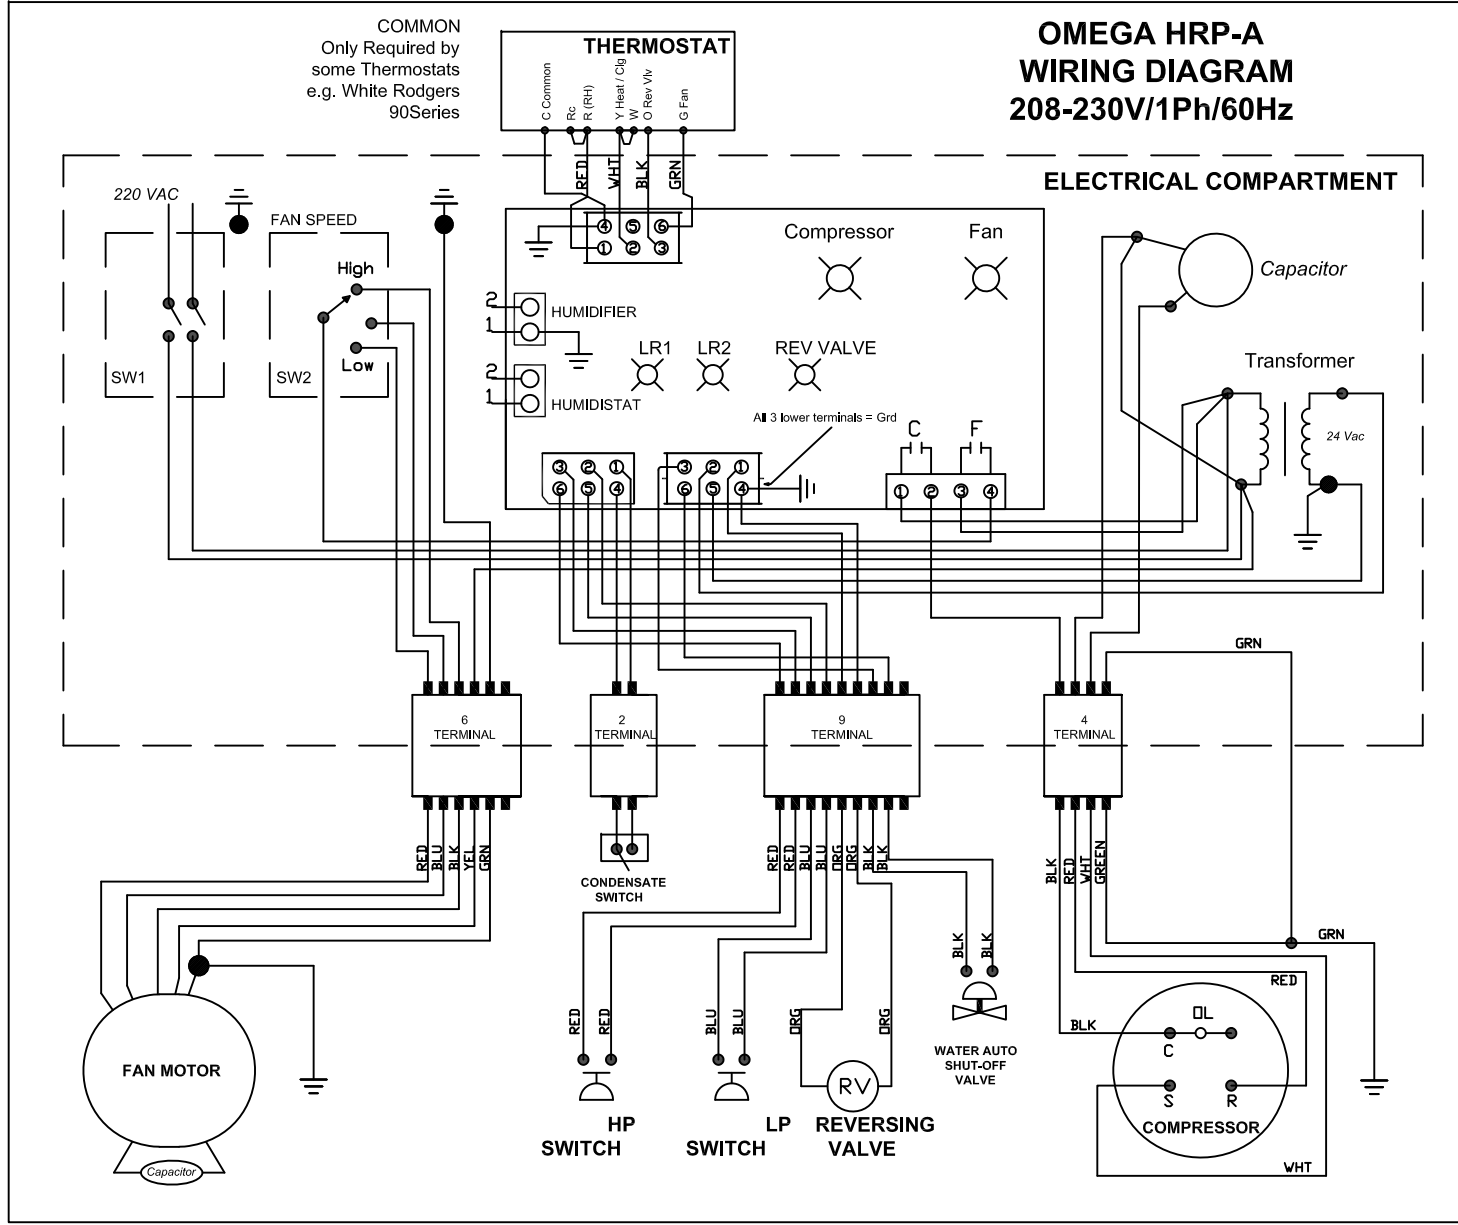 COMMON
Only Required by
some Thermostats
e.g. White Rodgers
90Series
THERMOSTAT
C Common
Rc
R (RH)
Y Heat / Clg
W
O Rev Vlv
G Fan
OMEGA HRP-A
WIRING DIAGRAM
208-230V/1Ph/60Hz
RED
WHT
BLK
GRN
ELECTRICAL COMPARTMENT
220 VAC
FAN SPEED
High
Low
SW1
SW2
4 5 6
1 2 3
Compressor
Fan
Capacitor
2
1
HUMIDIFIER
2
1
HUMIDISTAT
LR1
LR2
REV VALVE
Transformer
24 Vac
All 3 lower terminals = Grd
C
F
3 2 1
6 5 4
3 2 1
6 5 4
1 2 3 4
GRN
6
TERMINAL
2
TERMINAL
9
TERMINAL
4
TERMINAL
RED
BLU
BLK
YEL
GRN
CONDENSATE
SWITCH
RED
RED
BLU
BLU
ORG
ORG
BLK
BLK
BLK
RED
WHT
GREEN
GRN
RED
BLK
BLK
RED
RED
BLU
BLU
ORG
ORG
WATER AUTO
SHUT-OFF
VALVE
BLK
OL
C
S
R
COMPRESSOR
WHT
FAN MOTOR
Capacitor
HP
SWITCH
LP
SWITCH
RV
REVERSING
VALVE